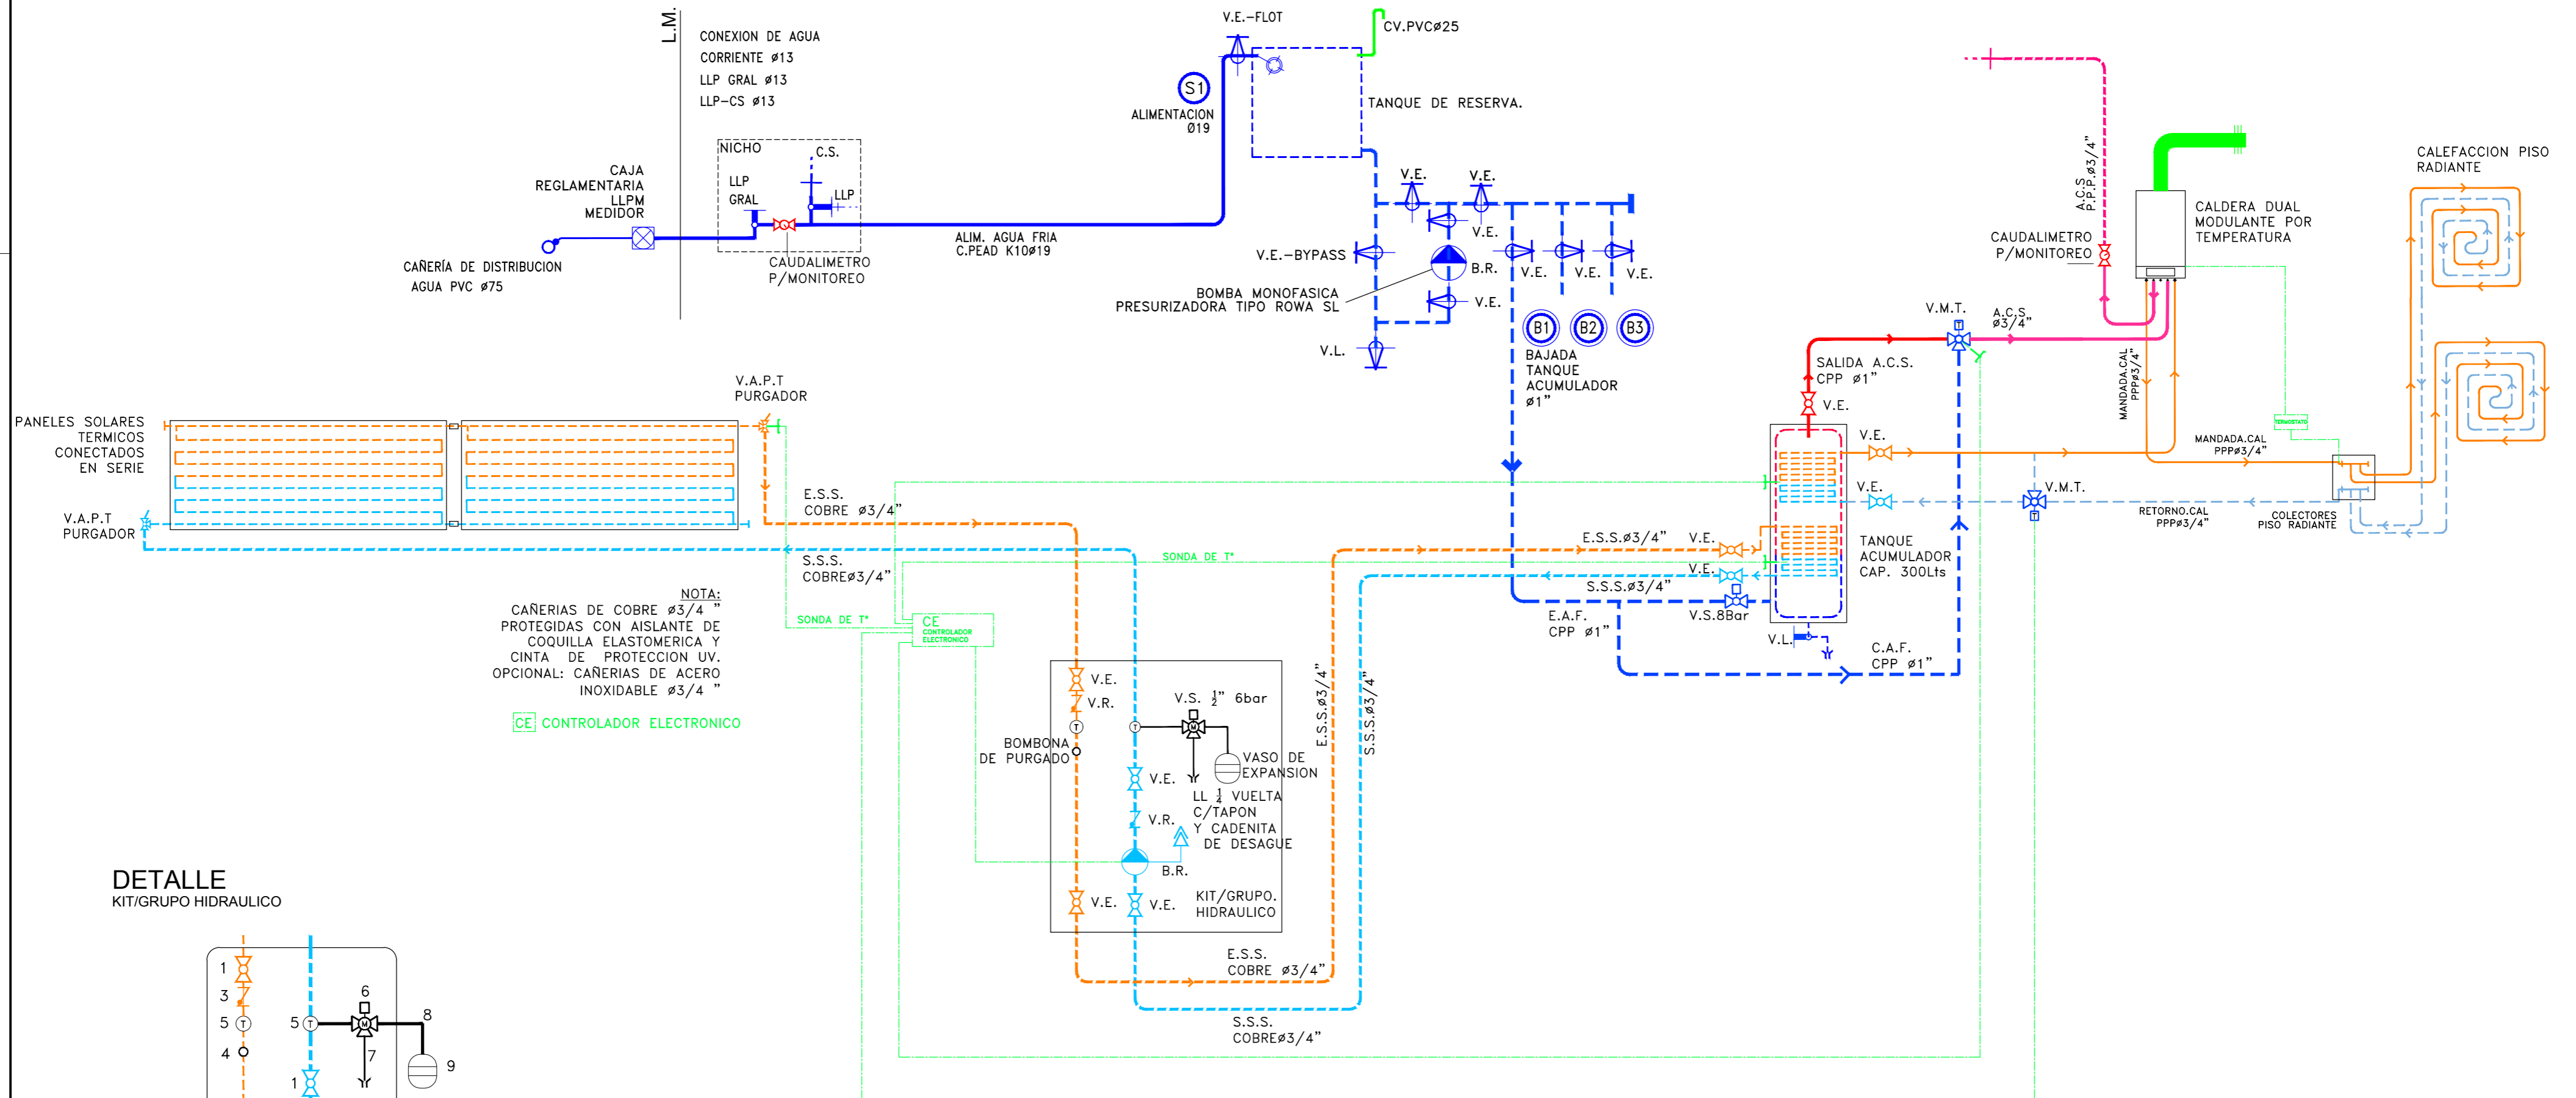 L.M.
CONEXION DE AGUA
CORRIENTE ø13
LLP GRAL ø13
LLP-CS ø13
NICHO
C.S.
LLP
GRAL
LLP
CAJA
REGLAMENTARIA
LLPM
MEDIDOR
CAÑERÍA DE DISTRIBUCION
AGUA PVC ø75
CAUDALIMETRO
P/MONITOREO
ALIM. AGUA FRIA
C.PEAD K10ø19
S1
ALIMENTACION
Ø19
V.E.-FLOT
CV.PVCø25
TANQUE DE RESERVA.
V.E.
V.E.
V.E.
V.E.-BYPASS
B.R.
V.E.
V.E.
V.E.
V.E.
BOMBA MONOFASICA
PRESURIZADORA TIPO ROWA SL
V.L.
B1
B2
B3
BAJADA
TANQUE
ACUMULADOR
ø1"
A.C.S
P.P.P.ø3/4"
CAUDALIMETRO
P/MONITOREO
CALDERA DUAL
MODULANTE POR
TEMPERATURA
CALEFACCION PISO
RADIANTE
V.M.T.
T
A.C.S
ø3/4"
SALIDA A.C.S.
CPP ø1"
V.E.
MANDADA.CAL
PPPø3/4"
TERMOSTATO
V.E.
MANDADA.CAL
PPPø3/4"
V.E.
V.M.T.
T
RETORNO.CAL
PPPø3/4"
COLECTORES
PISO RADIANTE
TANQUE
ACUMULADOR
CAP. 300Lts
V.A.P.T
PURGADOR
PANELES SOLARES
TERMICOS
CONECTADOS
EN SERIE
V.A.P.T
PURGADOR
E.S.S.
COBRE ø3/4"
S.S.S.
COBREø3/4"
SONDA DE Tº
E.S.S.ø3/4"
V.E.
V.E.
S.S.S.ø3/4"
V.S.8Bar
E.A.F.
CPP ø1"
V.L.
C.A.F.
CPP ø1"
NOTA:
CAÑERIAS DE COBRE ø3/4 "
PROTEGIDAS CON AISLANTE DE
COQUILLA ELASTOMERICA Y
CINTA DE PROTECCION UV.
OPCIONAL: CAÑERIAS DE ACERO
INOXIDABLE ø3/4 "
SONDA DE Tº
CE
CONTROLADOR
ELECTRONICO
CE CONTROLADOR ELECTRONICO
V.E.
V.R.
T
BOMBONA
DE PURGADO
T
V.S. ½" 6bar
M
VASO DE
EXPANSION
V.E.
LL ¼ VUELTA
C/TAPON
Y CADENITA
DE DESAGUE
V.R.
B.R.
V.E.
V.E.
KIT/GRUPO.
HIDRAULICO
E.S.S.ø3/4"
S.S.S.ø3/4"
E.S.S.
COBRE ø3/4"
S.S.S.
COBREø3/4"
DETALLE
KIT/GRUPO HIDRAULICO
1
3
5
T
5
T
6
M
8
4
7
9
1